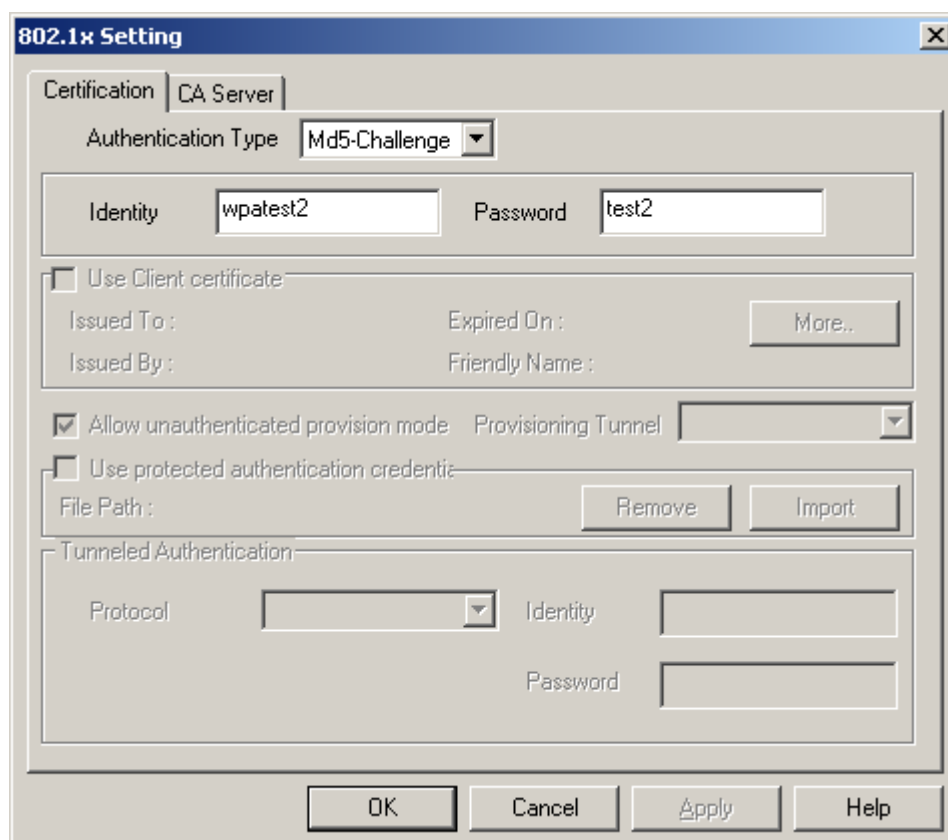 802.1x Setting
Certification CA Server
Authentication Type Md5-Challenge
Identity wpatest2 Password test2
Use Client certificate
Issued To : Expired On : More..
Issued By : Friendly Name :
Allow unauthenticated provision mode Provisioning Tunnel
Use protected authentication credentia
File Path : Remove Import
Tunneled Authentication
Protocol Identity
Password
OK Cancel Apply Help